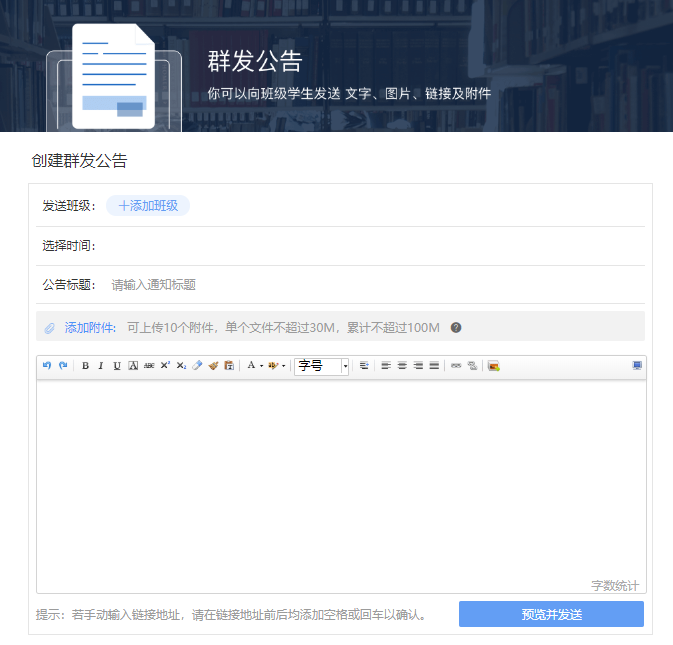 群发公告
你可以向班级学生发送 文字、图片、链接及附件
创建群发公告
发送班级： ＋添加班级
选择时间：
公告标题： 请输入通知标题
添加附件： 可上传10个附件，单个文件不超过30M，累计不超过100M ?
B I U A ABC X² X₂ A 字号
字数统计
提示：若手动输入链接地址，请在链接地址前后均添加空格或回车以确认。 预览并发送